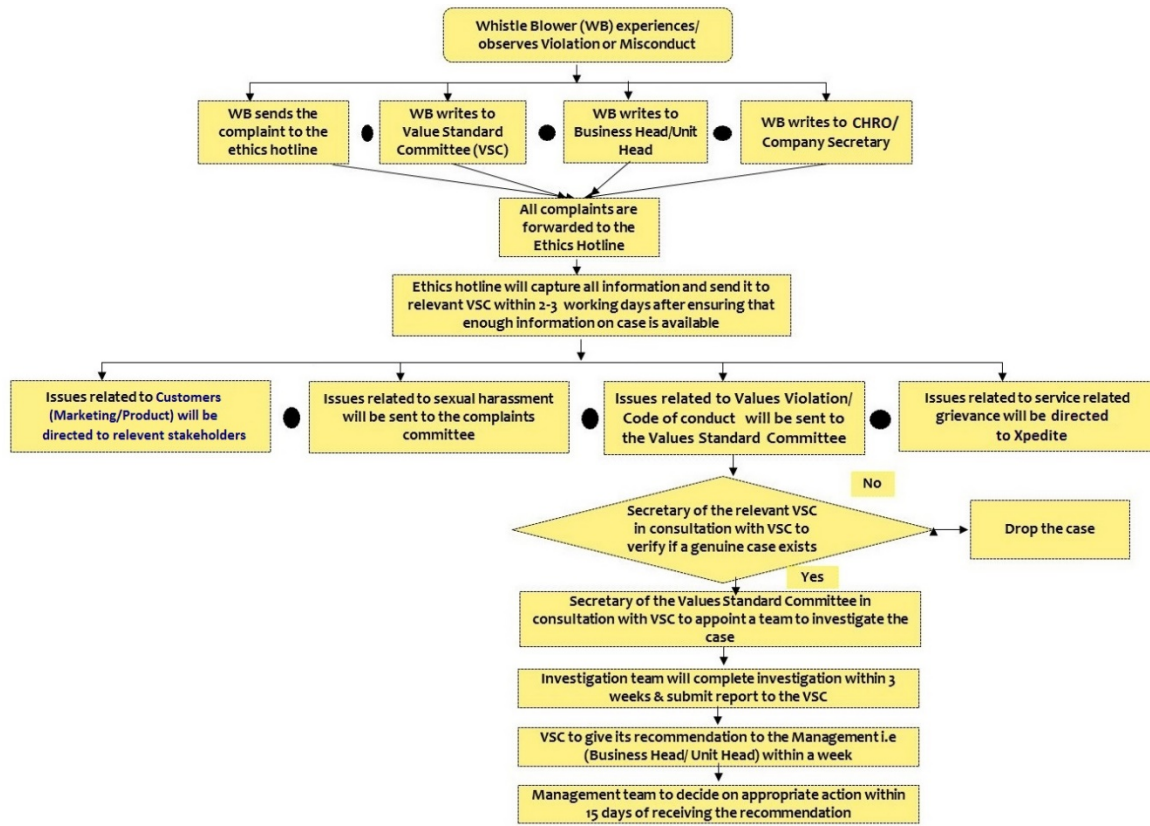 Whistle Blower (WB) experiences/
observes Violation or Misconduct
WB sends the
complaint to the
ethics hotline
WB writes to
Value Standard
Committee (VSC)
WB writes to
Business Head/Unit
Head
WB writes to CHRO/
Company Secretary
All complaints are
forwarded to the
Ethics Hotline
Ethics hotline will capture all information and send it to
relevant VSC within 2-3 working days after ensuring that
enough information on case is available
Issues related to Customers
(Marketing/Product) will be
directed to relevent stakeholders
Issues related to sexual harassment
will be sent to the complaints
committee
Issues related to Values Violation/
Code of conduct will be sent to
the Values Standard Committee
Issues related to service related
grievance will be directed
to Xpedite
No
Secretary of the relevant VSC
in consultation with VSC to
verify if a genuine case exists
Drop the case
Yes
Secretary of the Values Standard Committee in
consultation with VSC to appoint a team to investigate the
case
Investigation team will complete investigation within 3
weeks & submit report to the VSC
VSC to give its recommendation to the Management i.e
(Business Head/ Unit Head) within a week
Management team to decide on appropriate action within
15 days of receiving the recommendation